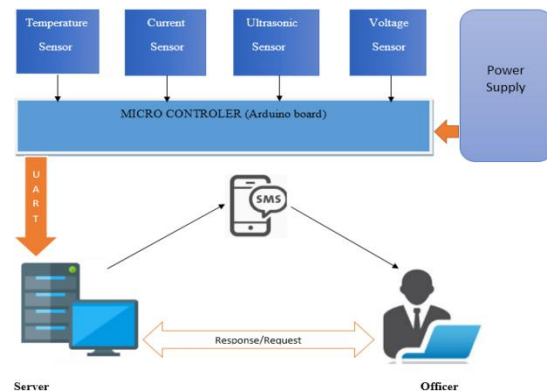 Temperature
Sensor
Current
Sensor
Ultrasonic
Sensor
Voltage
Sensor
Power
Supply
MICRO CONTROLER (Arduino board)
UART
SMS
Response/Request
Server
Officer